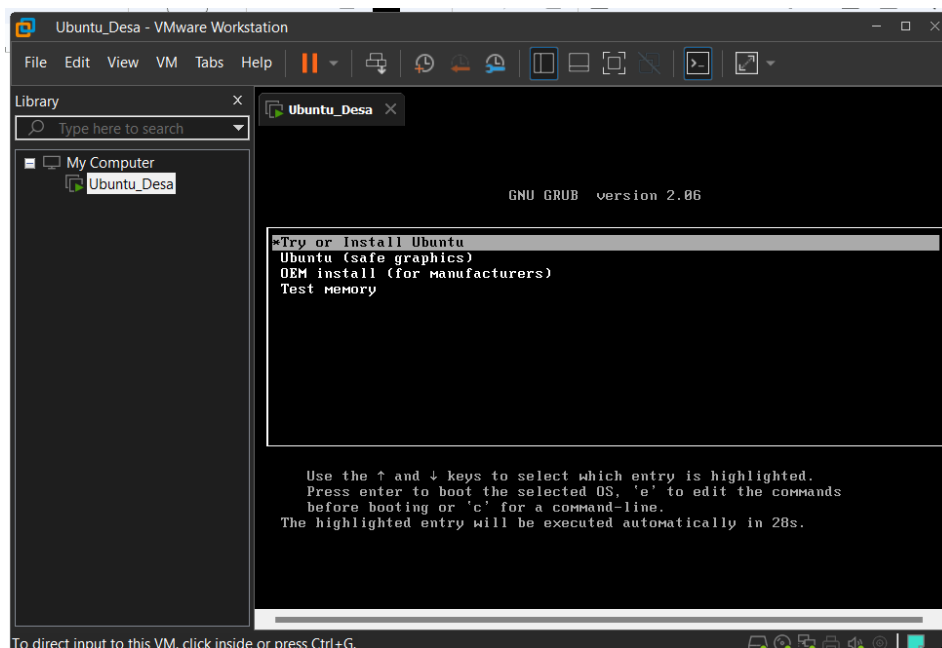 Ubuntu_Desa - VMware Workstation
File Edit View VM Tabs Help
Library X
Type here to search
My Computer
Ubuntu_Desa
Ubuntu_Desa
GNU GRUB version 2.06
*Try or Install Ubuntu
Ubuntu (safe graphics)
OEM install (for manufacturers)
Test memory
Use the ↑ and ↓ keys to select which entry is highlighted.
Press enter to boot the selected OS, 'e' to edit the commands
before booting or 'c' for a command-line.
The highlighted entry will be executed automatically in 28s.
To direct input to this VM, click inside or press Ctrl+G.